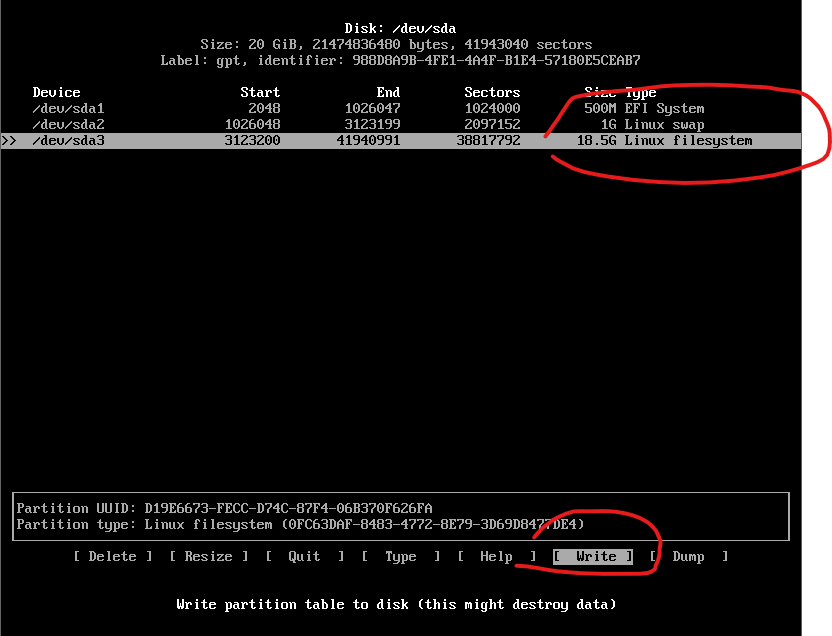 Disk: /dev/sda
Size: 20 GiB, 21474836480 bytes, 41943040 sectors
Label: gpt, identifier: 988D8A9B-4FE1-4A4F-B1E4-57180E5CEAB7
Device Start End Sectors Size Type
/dev/sda1 2048 1026047 1024000 500M EFI System
/dev/sda2 1026048 3123199 2097152 1G Linux swap
>> /dev/sda3 3123200 41940991 38817792 18.5G Linux filesystem
Partition UUID: D19E6673-FECC-D74C-87F4-06B370F626FA
Partition type: Linux filesystem (0FC63DAF-8483-4772-8E79-3D69D8477DE4)
[ Delete ] [ Resize ] [ Quit ] [ Type ] [ Help ] [ Write ] [ Dump ]
Write partition table to disk (this might destroy data)